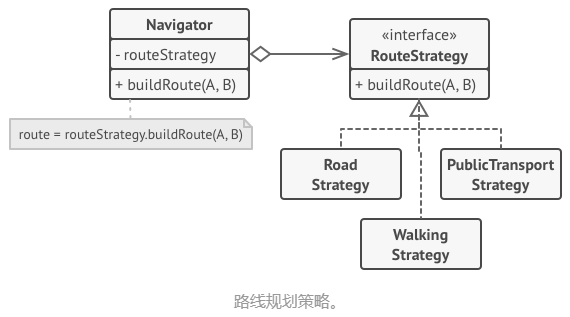 Navigator
- routeStrategy
+ buildRoute(A, B)
route = routeStrategy.buildRoute(A, B)
«interface»
RouteStrategy
+ buildRoute(A, B)
Road
Strategy
PublicTransport
Strategy
Walking
Strategy
路线规划策略。